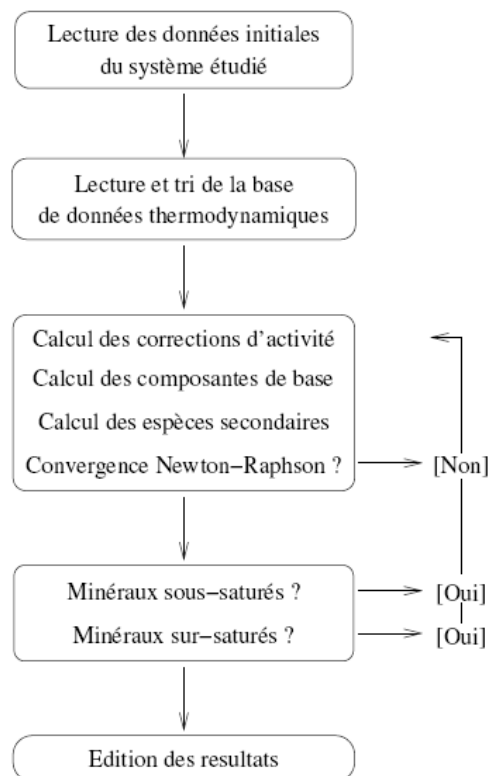 Lecture des données initiales
du système étudié
Lecture et tri de la base
de données thermodynamiques
Calcul des corrections d'activité
Calcul des composantes de base
Calcul des espèces secondaires
Convergence Newton−Raphson ? [Non]
Minéraux sous−saturés ? [Oui]
Minéraux sur−saturés ? [Oui]
Edition des resultats